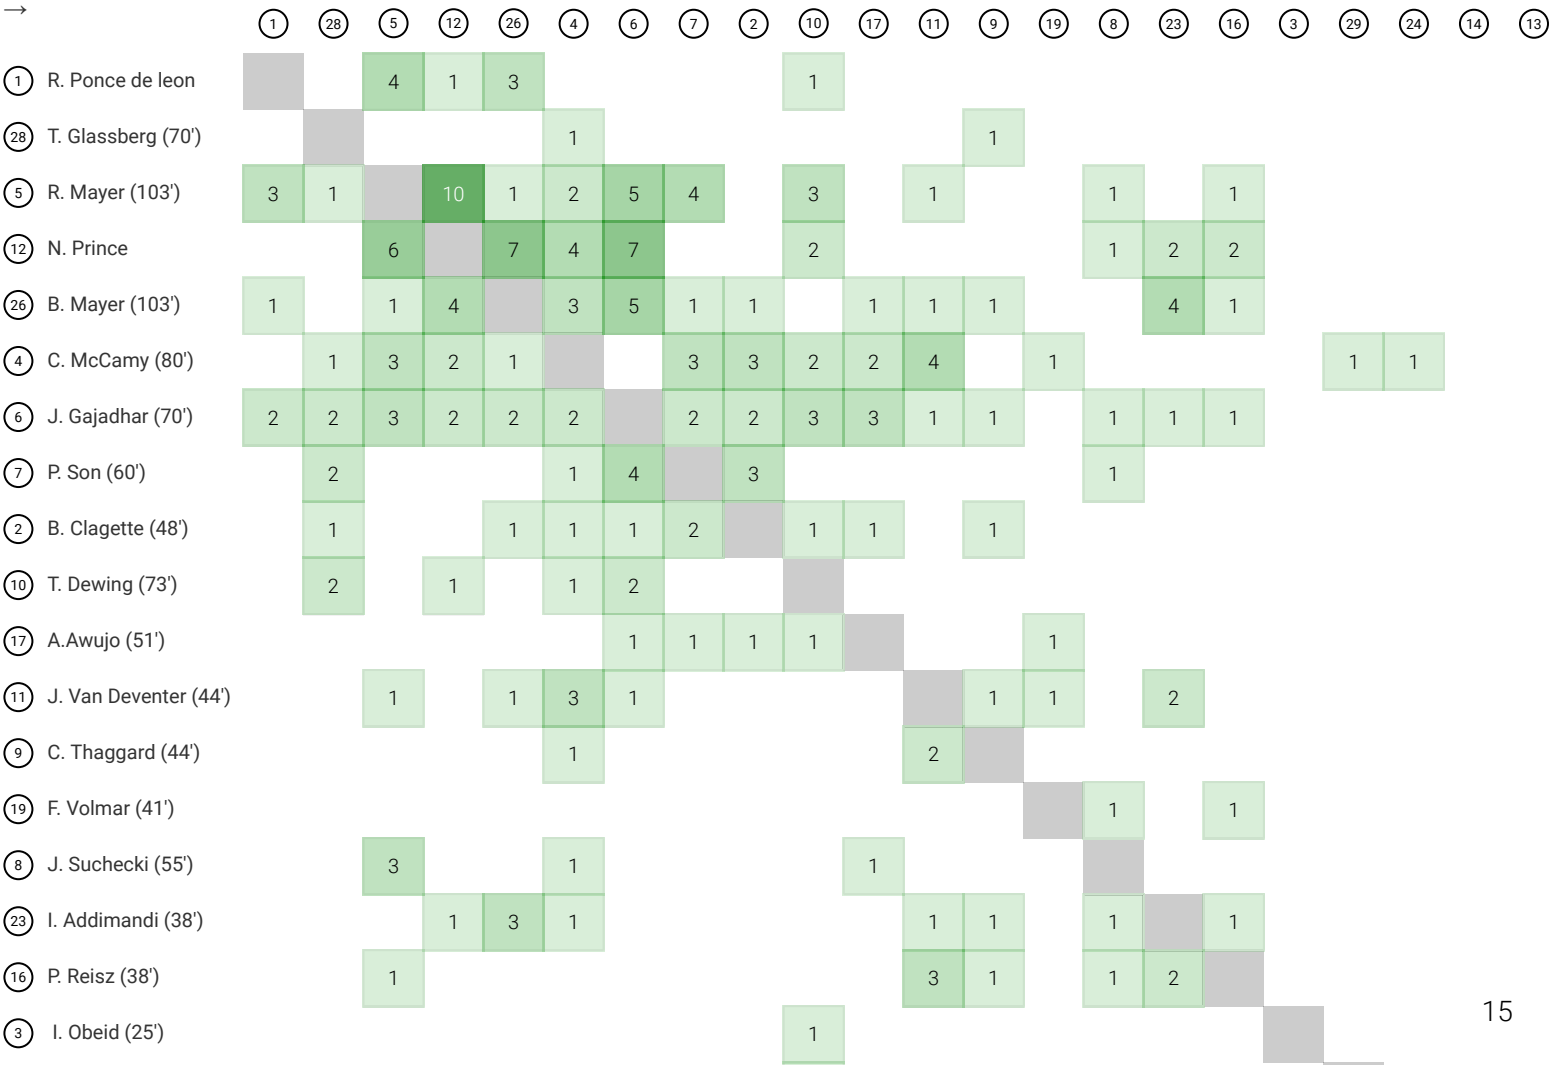 → 1 28 5 12 26 4 6 7 2 10 17 11 9 19 8 23 16 3 29 24 14 13
1 R. Ponce de leon 4 1 3 1
28 T. Glassberg (70') 1 1
5 R. Mayer (103') 3 1 10 1 2 5 4 3 1 1 1
12 N. Prince 6 7 4 7 2 1 2 2
26 B. Mayer (103') 1 1 4 3 5 1 1 1 1 1 4 1
4 C. McCamy (80') 1 3 2 1 3 3 2 2 4 1 1 1
6 J. Gajadhar (70') 2 2 3 2 2 2 2 2 3 3 1 1 1 1 1
7 P. Son (60') 2 1 4 3 1
2 B. Clagette (48') 1 1 1 1 2 1 1 1
10 T. Dewing (73') 2 1 1 2
17 A.Awujo (51') 1 1 1 1 1
11 J. Van Deventer (44') 1 1 3 1 1 1 2
9 C. Thaggard (44') 1 2
19 F. Volmar (41') 1 1
8 J. Suchecki (55') 3 1 1
23 I. Addimandi (38') 1 3 1 1 1 1 1
16 P. Reisz (38') 1 3 1 1 2
15
3 I. Obeid (25') 1